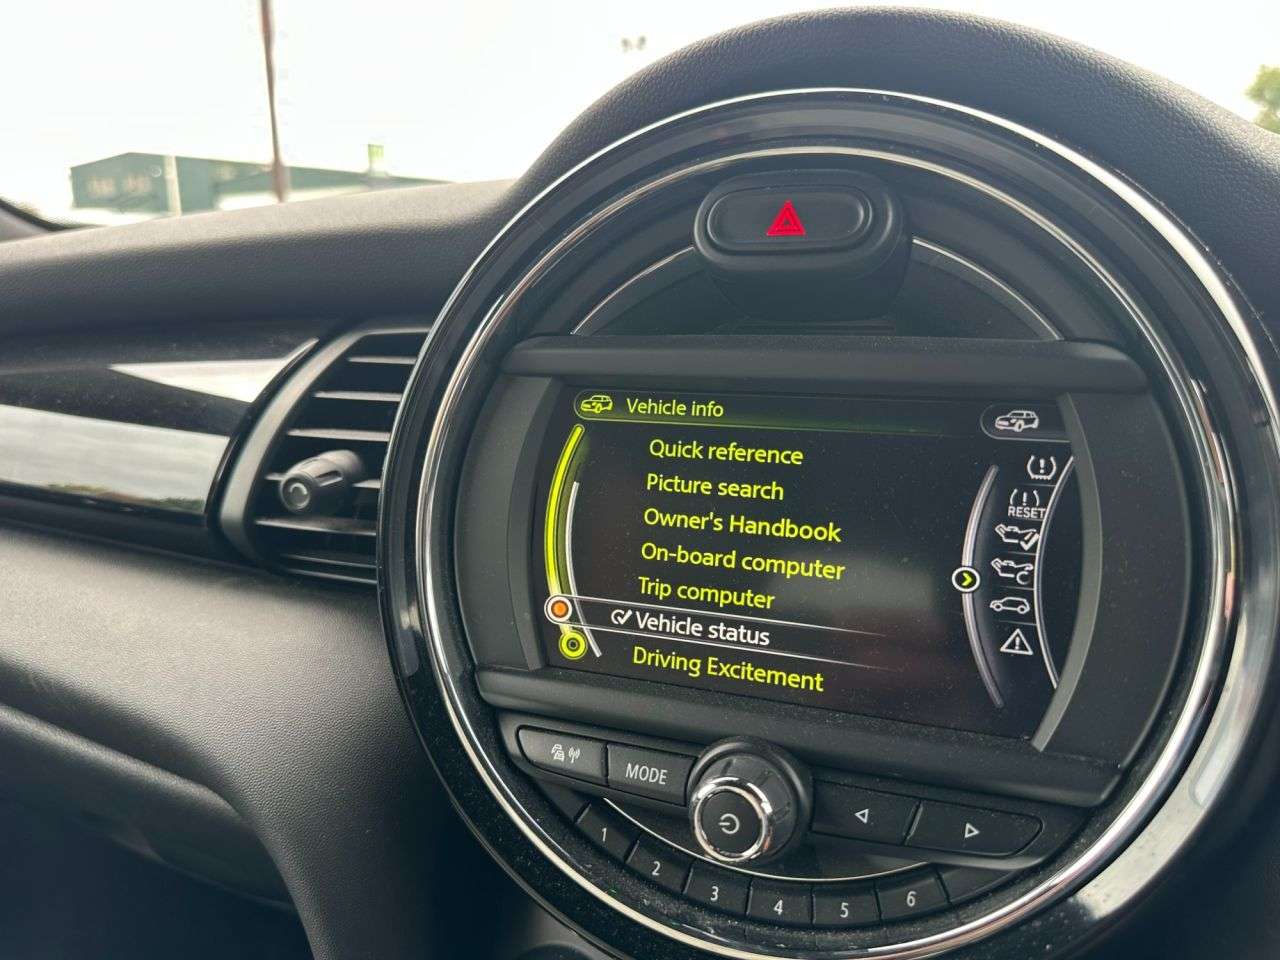 Vehicle info
Quick reference
Picture search
Owner's Handbook
On-board computer
Trip computer
Vehicle status
Driving Excitement
RESET
MODE
1 2 3 4 5 6